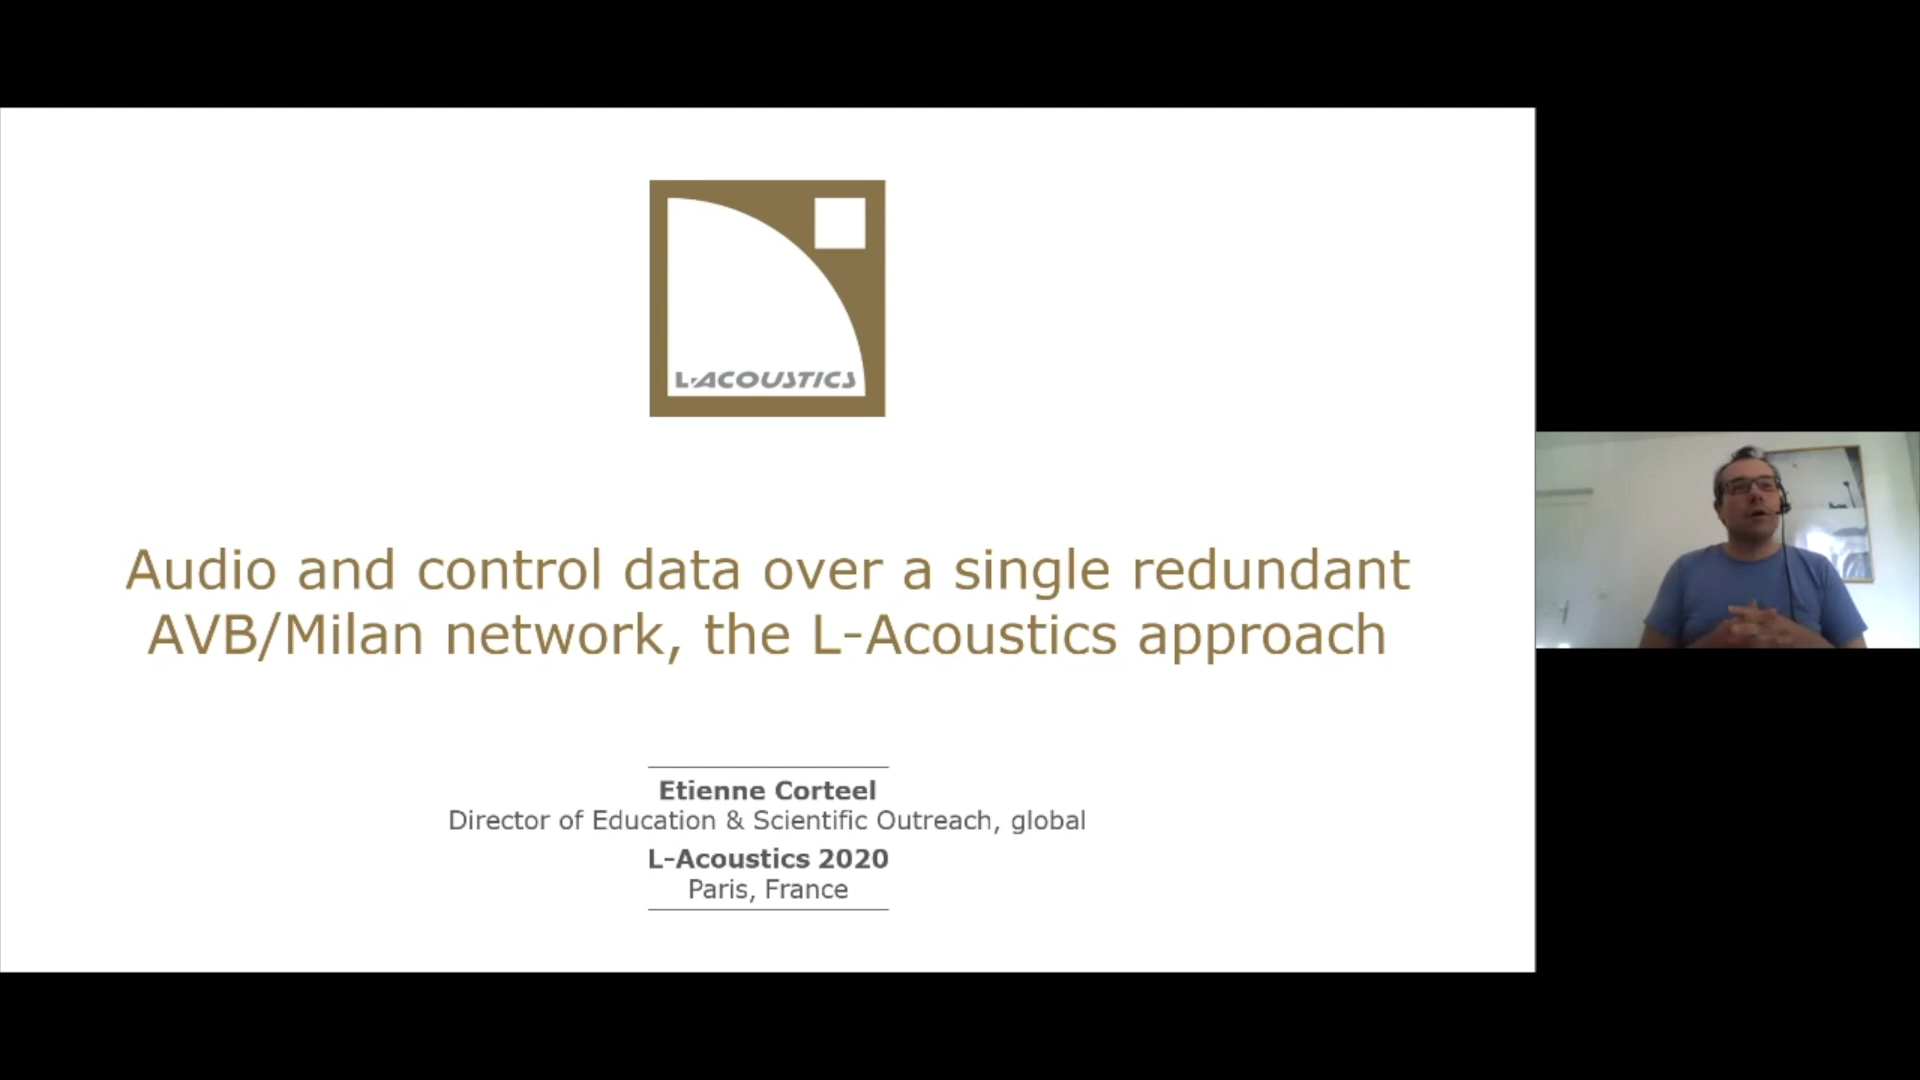 L-ACOUSTICS
Audio and control data over a single redundant
AVB/Milan network, the L-Acoustics approach
Etienne Corteel
Director of Education & Scientific Outreach, global
L-Acoustics 2020
Paris, France